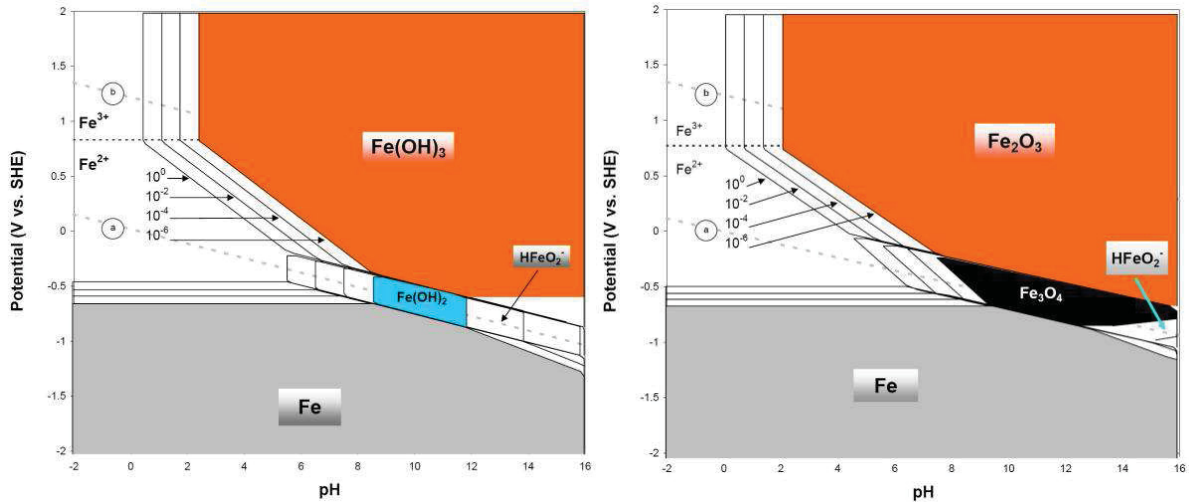 2
1.5
1
0.5
0
-0.5
-1
-1.5
-2
Potential (V vs. SHE)
b
Fe³⁺
Fe²⁺
a
10⁰
10⁻²
10⁻⁴
10⁻⁶
Fe(OH)₃
HFeO₂⁻
Fe(OH)₂
Fe
-2 0 2 4 6 8 10 12 14 16
pH
2
1.5
1
0.5
0
-0.5
-1
-1.5
-2
Potential (V vs. SHE)
b
Fe³⁺
Fe²⁺
a
10⁰
10⁻²
10⁻⁴
10⁻⁶
Fe₂O₃
HFeO₂⁻
Fe₃O₄
Fe
-2 0 2 4 6 8 10 12 14 16
pH